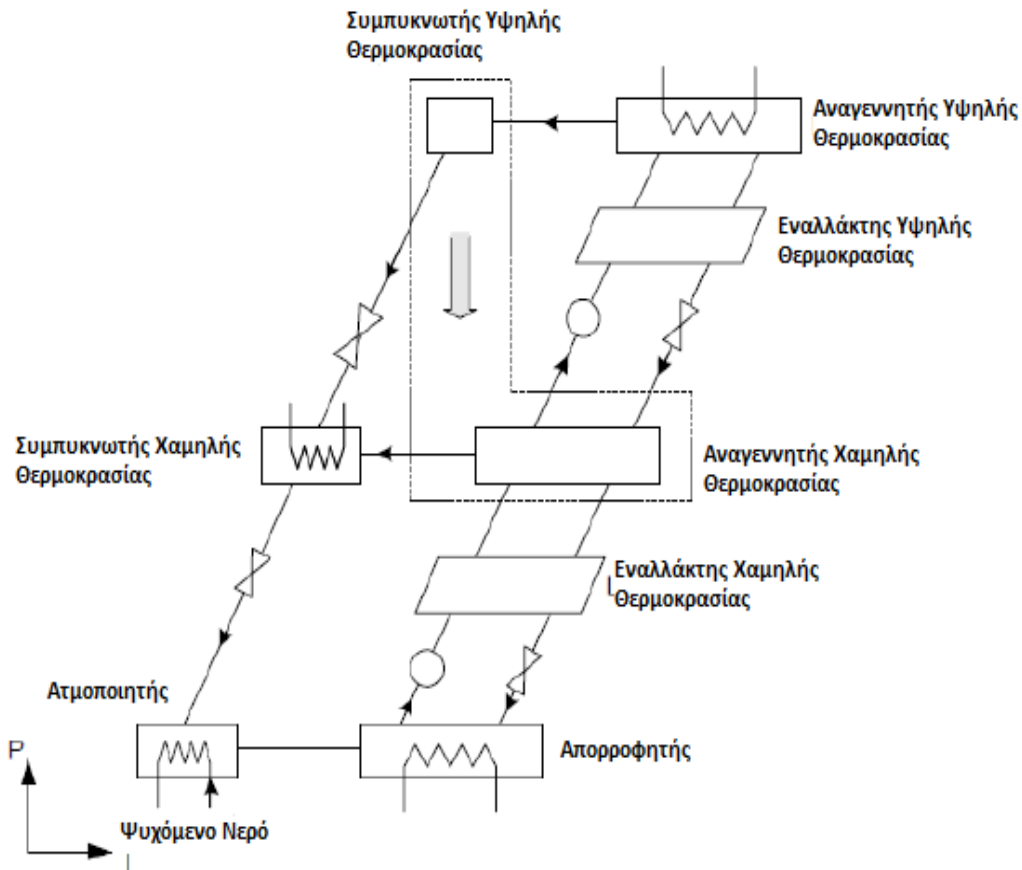 Συμπυκνωτής Υψηλής
Θερμοκρασίας
Αναγεννητής Υψηλής
Θερμοκρασίας
Εναλλάκτης Υψηλής
Θερμοκρασίας
Συμπυκνωτής Χαμηλής
Θερμοκρασίας
Αναγεννητής Χαμηλής
Θερμοκρασίας
Εναλλάκτης Χαμηλής
Θερμοκρασίας
Ατμοποιητής
Απορροφητής
P
Ψυχόμενο Νερό